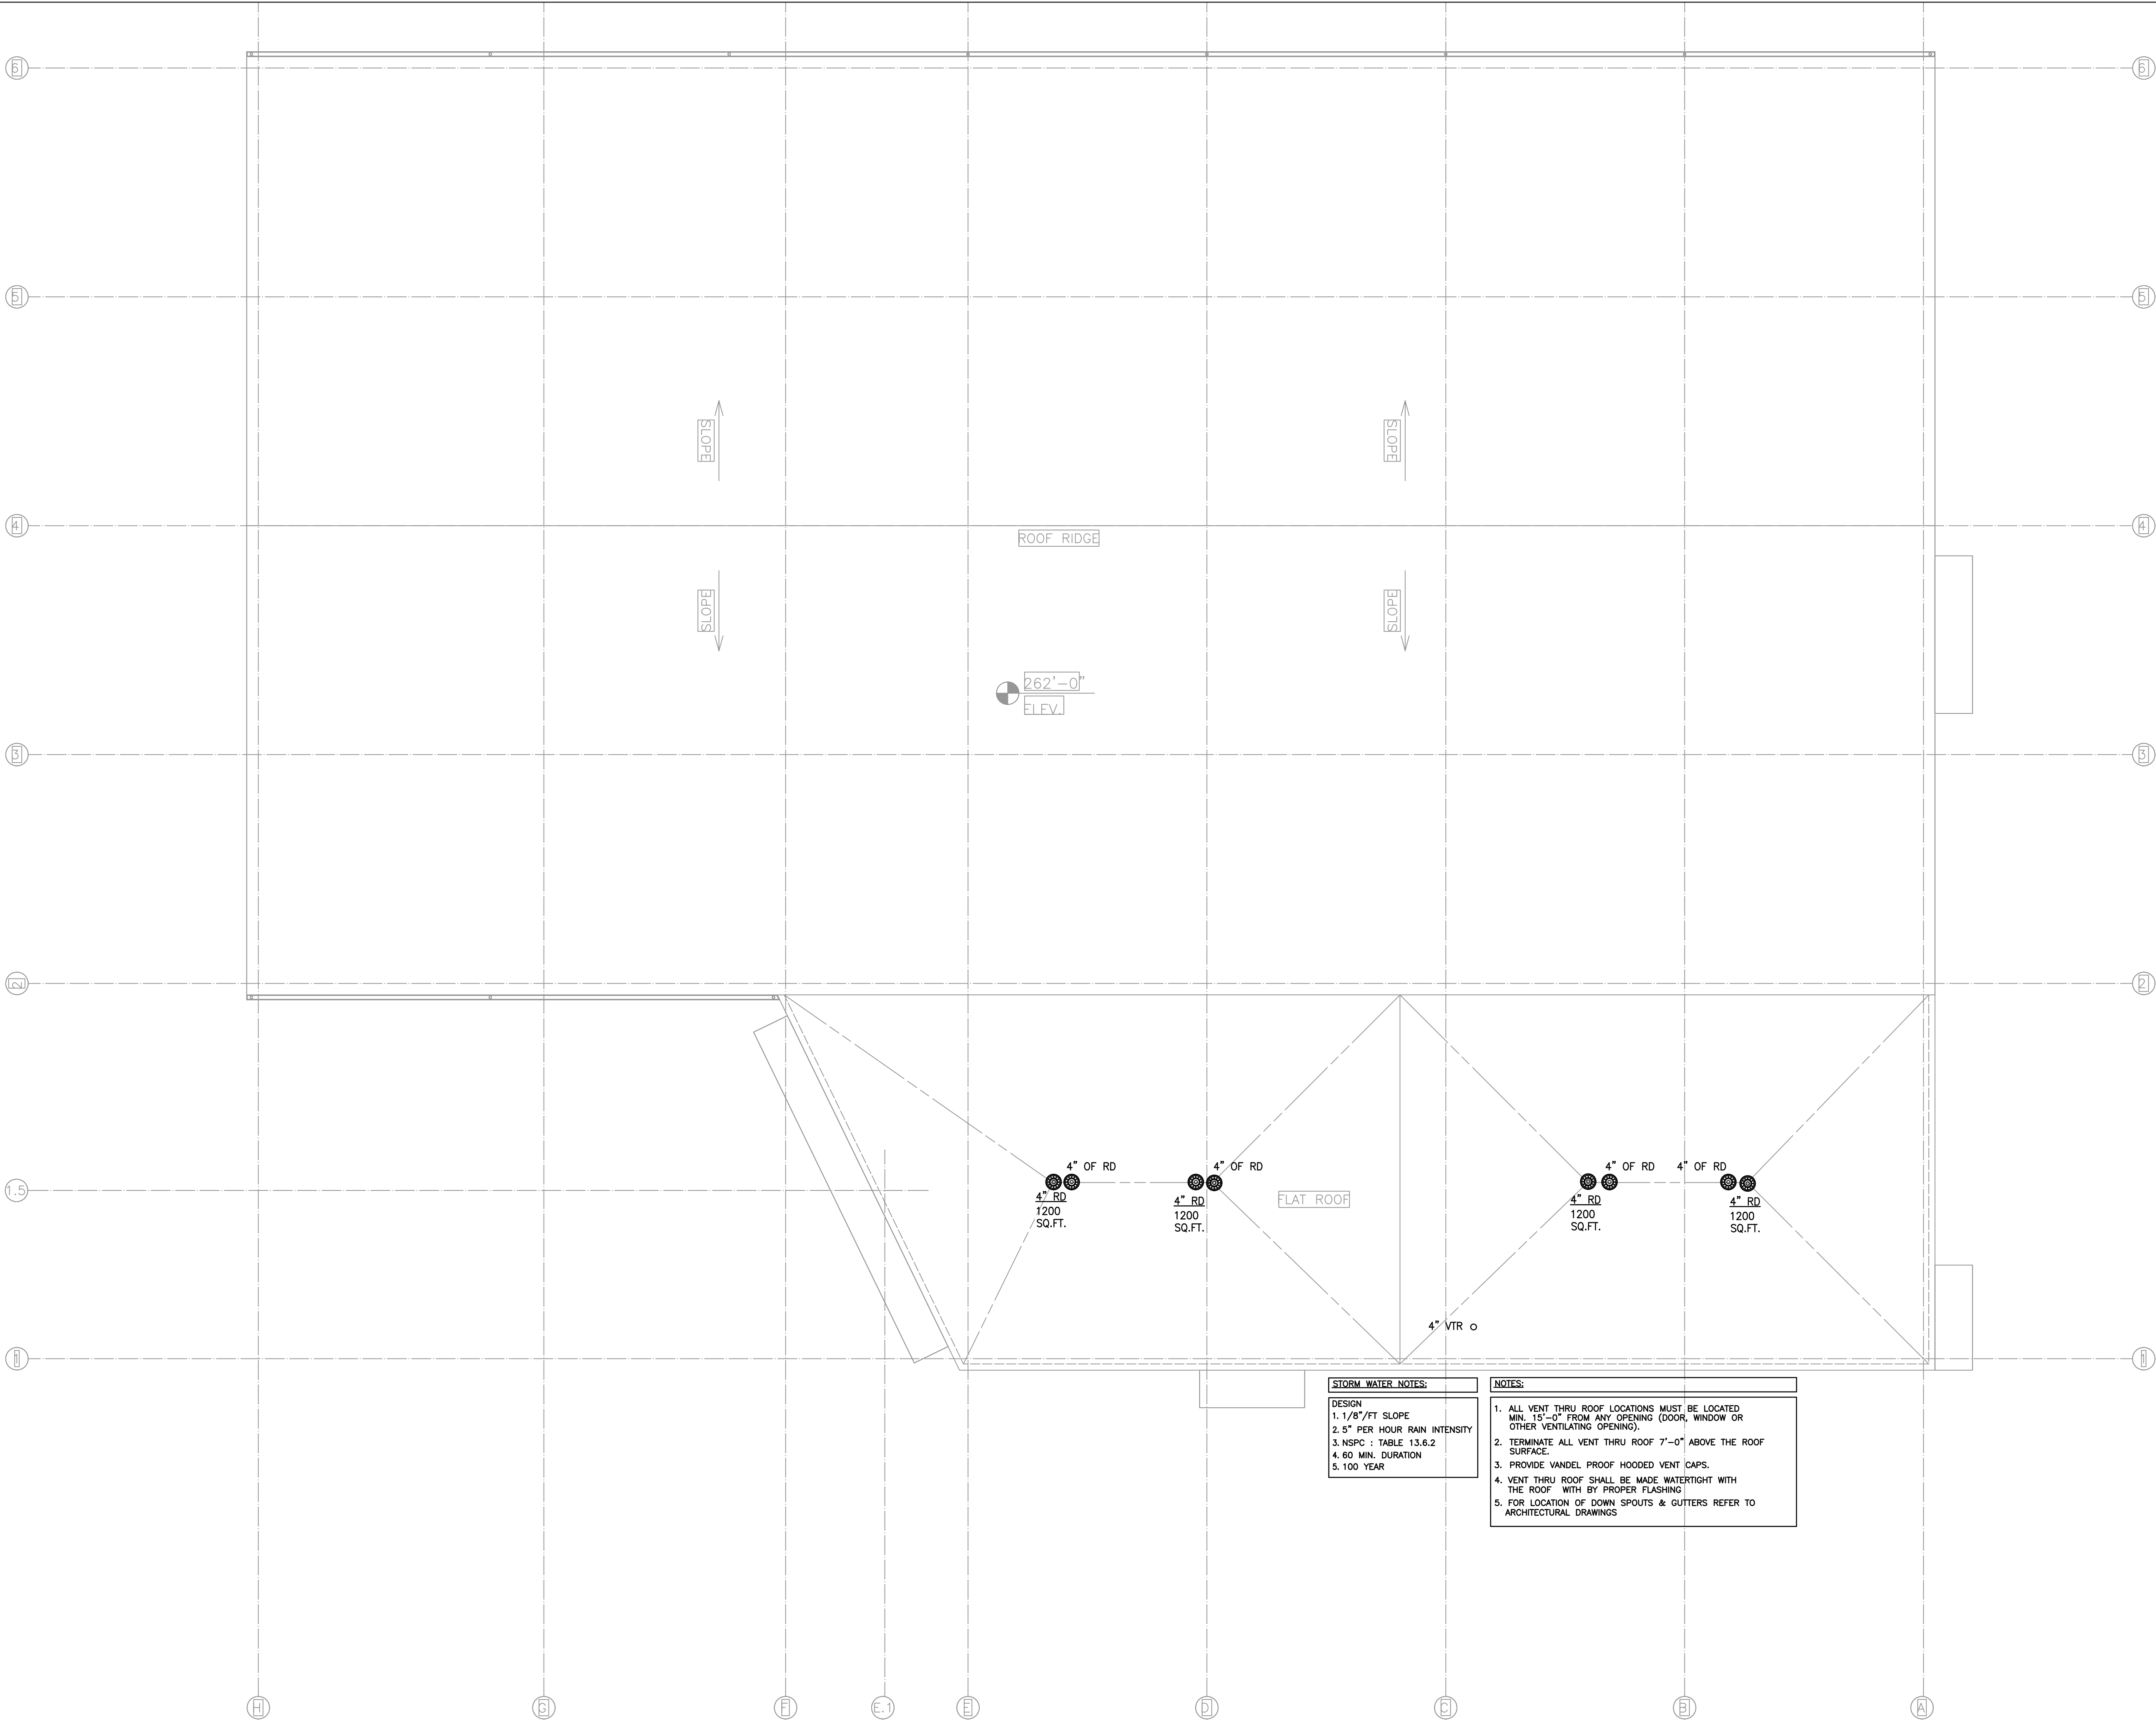 6
6
5
5
SLOPE
SLOPE
4
4
ROOF RIDGE
SLOPE
SLOPE
262'-0"
ELEV.
3
3
2
2
4" OF RD
4" OF RD
4" OF RD
4" OF RD
1.5
4" RD
1200
SQ.FT.
4" RD
1200
SQ.FT.
FLAT ROOF
4" RD
1200
SQ.FT.
4" RD
1200
SQ.FT.
4" VTR
1
1
STORM WATER NOTES:
DESIGN
1. 1/8"/FT SLOPE
2. 5" PER HOUR RAIN INTENSITY
3. NSPC : TABLE 13.6.2
4. 60 MIN. DURATION
5. 100 YEAR
NOTES:
1. ALL VENT THRU ROOF LOCATIONS MUST BE LOCATED
MIN. 15'-0" FROM ANY OPENING (DOOR, WINDOW OR
OTHER VENTILATING OPENING).
2. TERMINATE ALL VENT THRU ROOF 7'-0" ABOVE THE ROOF
SURFACE.
3. PROVIDE VANDEL PROOF HOODED VENT CAPS.
4. VENT THRU ROOF SHALL BE MADE WATERTIGHT WITH
THE ROOF WITH BY PROPER FLASHING
5. FOR LOCATION OF DOWN SPOUTS & GUTTERS REFER TO
ARCHITECTURAL DRAWINGS
H
G
F
E.1
E
D
C
B
A